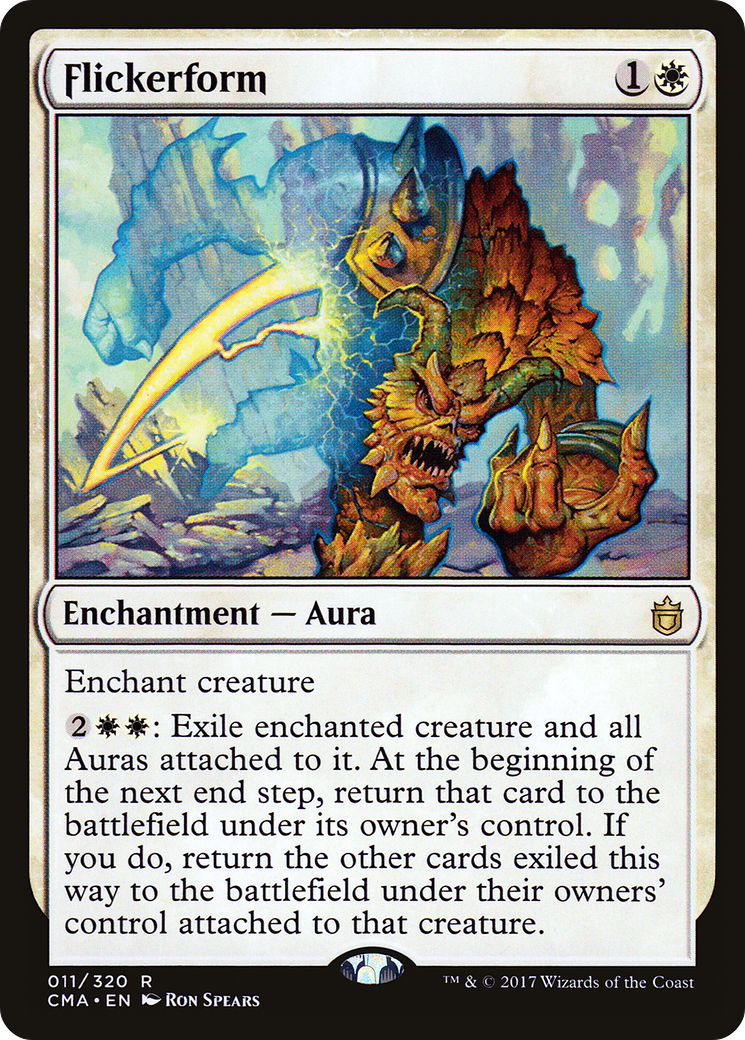 Flickerform 1
Enchantment — Aura
Enchant creature
2: Exile enchanted creature and all
Auras attached to it. At the beginning of
the next end step, return that card to the
battlefield under its owner's control. If
you do, return the other cards exiled this
way to the battlefield under their owners'
control attached to that creature.
011/320 R
CMA • EN Ron Spears
™ & © 2017 Wizards of the Coast